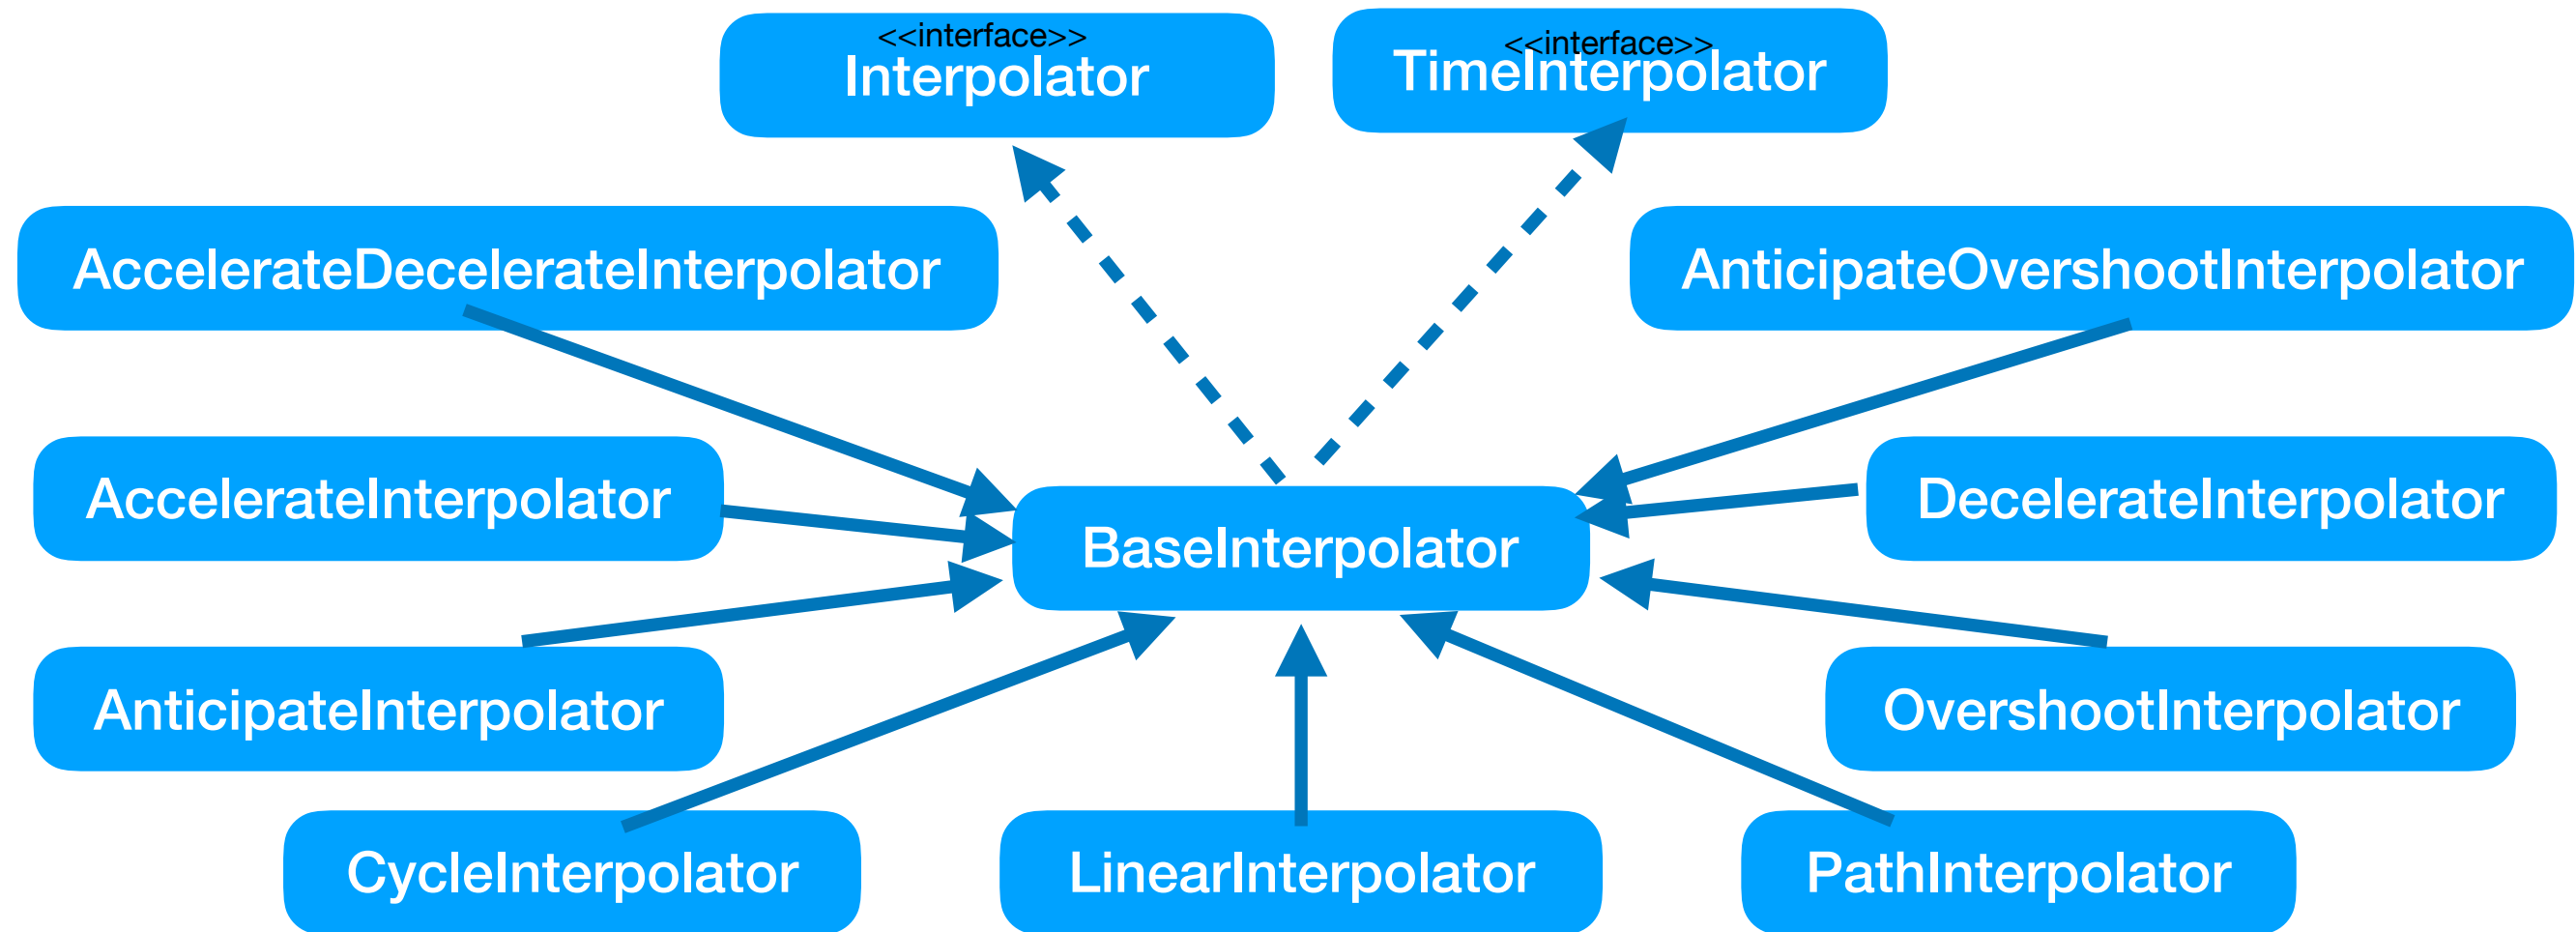 <<interface>>
Interpolator
<<interface>>
TimeInterpolator
AccelerateDecelerateInterpolator
AnticipateOvershootInterpolator
AccelerateInterpolator
DecelerateInterpolator
BaseInterpolator
AnticipateInterpolator
OvershootInterpolator
CycleInterpolator
LinearInterpolator
PathInterpolator